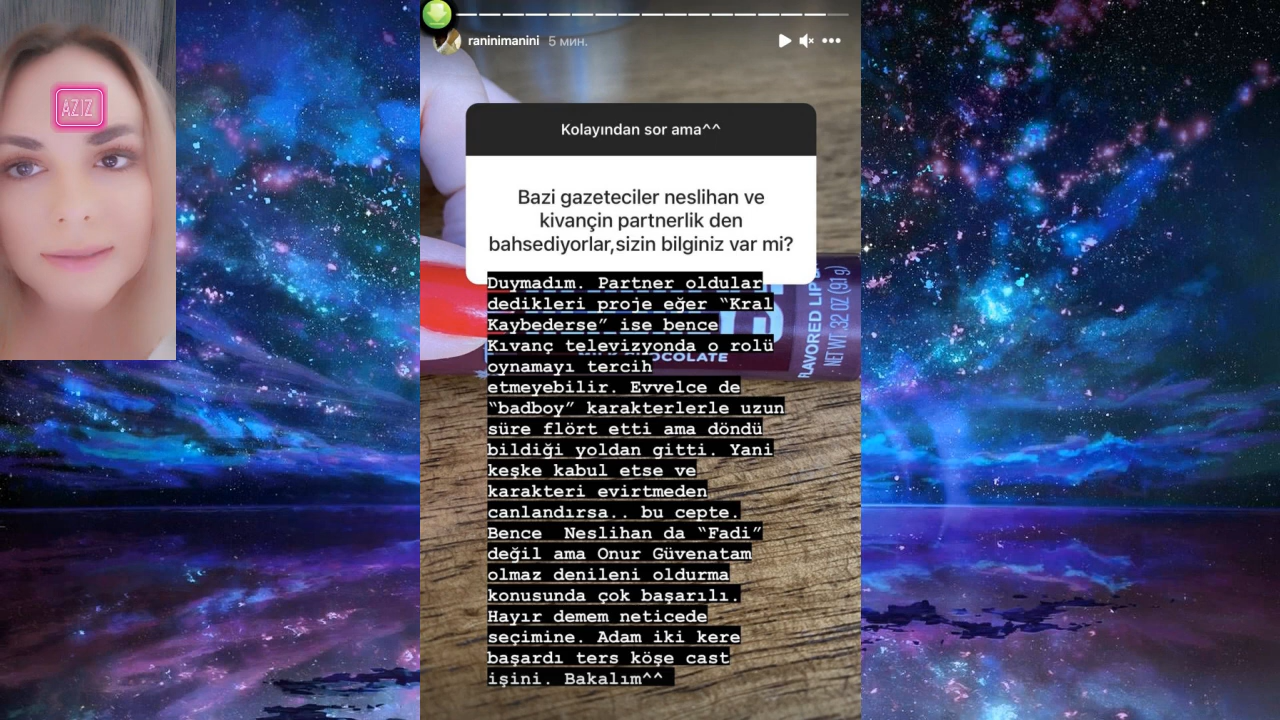 AZIZ
raninimanini 5 мин.
Kolayından sor ama^^
Bazi gazeteciler neslihan ve
kivançin partnerlik den
bahsediyorlar,sizin bilginiz var mi?
Duymadım. Partner oldular
dedikleri proje eğer “Kral
Kaybederse” ise bence
Kıvanç televizyonda o rolü
oynamayı tercih
etmeyebilir. Evvelce de
“badboy” karakterlerle uzun
süre flört etti ama döndü
bildiği yoldan gitti. Yani
keşke kabul etse ve
karakteri evirtmeden
canlandırsa.. bu cepte.
Bence Neslihan da “Fadi”
değil ama Onur Güvenatam
olmaz denileni oldurma
konusunda çok başarılı.
Hayır demem neticede
seçimine. Adam iki kere
başardı ters köşe cast
işini. Bakalım^^
NET WT .32 OZ (9.1 g)